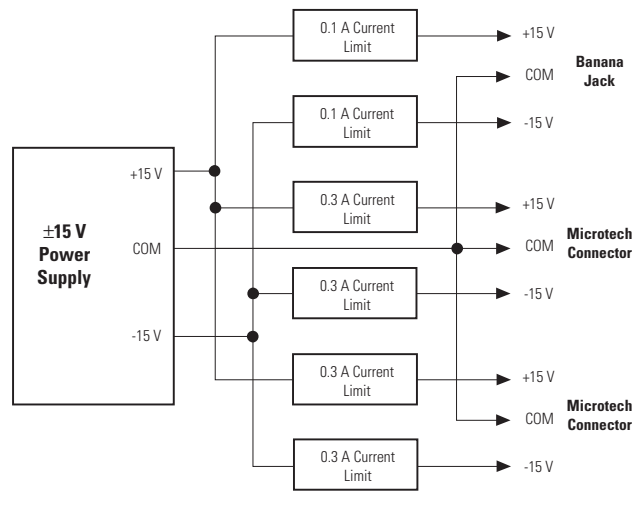 0.1 A Current
Limit
+15 V
COM
Banana
Jack
0.1 A Current
Limit
-15 V
±15 V
Power
Supply
+15 V
COM
-15 V
0.3 A Current
Limit
+15 V
COM
Microtech
Connector
0.3 A Current
Limit
-15 V
0.3 A Current
Limit
+15 V
COM
Microtech
Connector
0.3 A Current
Limit
-15 V